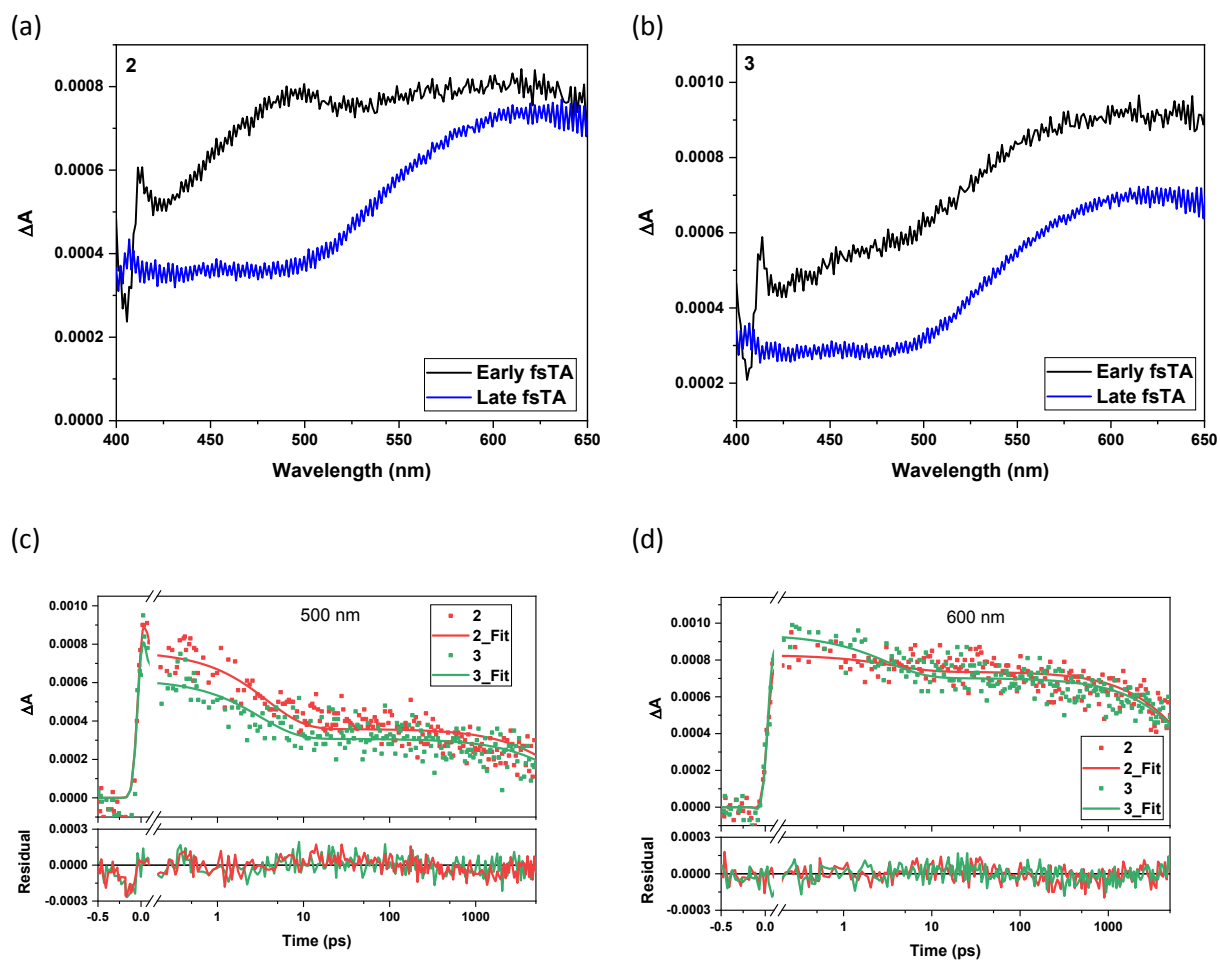 (a)
2
ΔA
0.0008
0.0006
0.0004
0.0002
0.0000
400 450 500 550 600 650
Wavelength (nm)
Early fsTA
Late fsTA
(b)
3
ΔA
0.0010
0.0008
0.0006
0.0004
0.0002
400 450 500 550 600 650
Wavelength (nm)
Early fsTA
Late fsTA
(c)
500 nm
ΔA
0.0010
0.0008
0.0006
0.0004
0.0002
0.0000
2
2_Fit
3
3_Fit
Residual
0.0003
0.0000
-0.0003
-0.5 0.0 1 10 100 1000
Time (ps)
(d)
600 nm
ΔA
0.0010
0.0008
0.0006
0.0004
0.0002
0.0000
2
2_Fit
3
3_Fit
Residual
0.0003
0.0000
-0.0003
-0.5 0.0 1 10 100 1000
Time (ps)